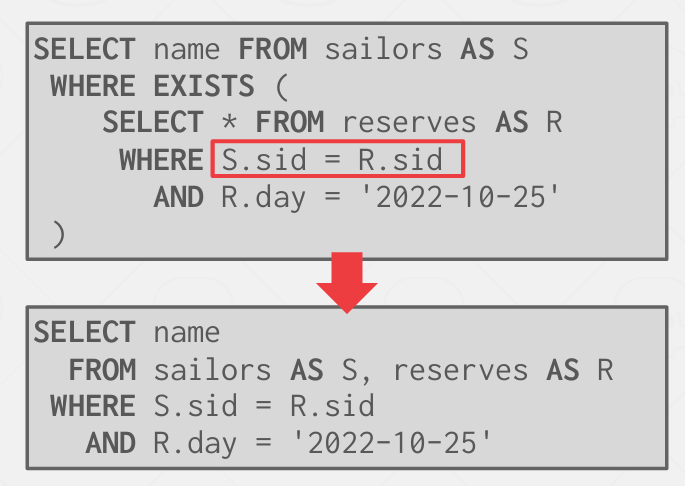 SELECT name FROM sailors AS S
WHERE EXISTS (
SELECT * FROM reserves AS R
WHERE S.sid = R.sid
AND R.day = '2022-10-25'
)
SELECT name
FROM sailors AS S, reserves AS R
WHERE S.sid = R.sid
AND R.day = '2022-10-25'